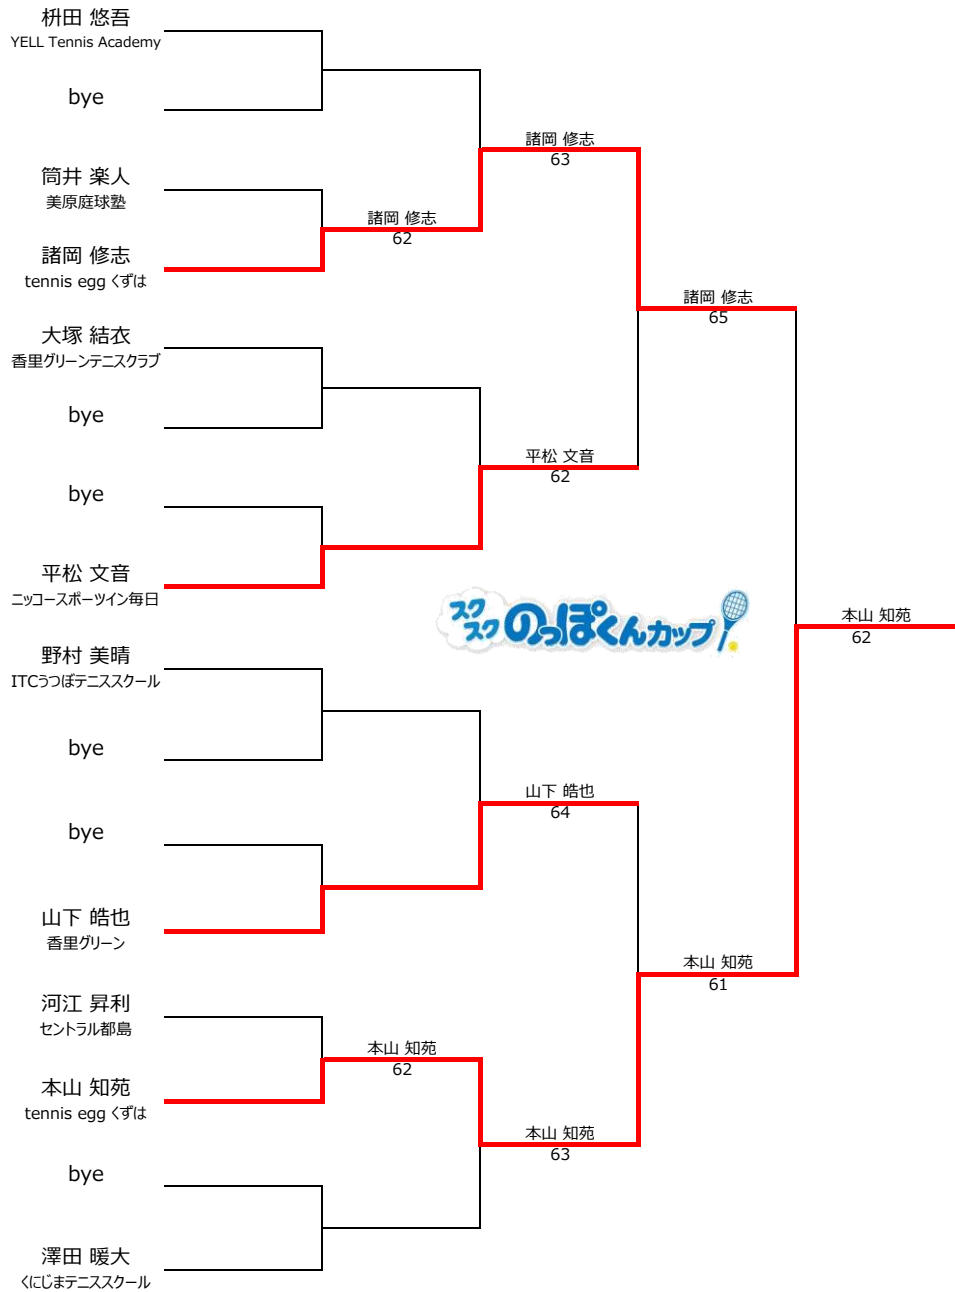 枡田 悠吾
YELL Tennis Academy
bye
諸岡 修志
63
筒井 楽人
美原庭球塾
諸岡 修志
62
諸岡 修志
tennis egg くずは
諸岡 修志
65
大塚 結衣
香里グリーンテニスクラブ
bye
平松 文音
62
bye
平松 文音
ニッコースポーツイン毎日
スクスク のっぽくんカップ
本山 知苑
62
野村 美晴
ITCうつぼテニススクール
bye
山下 皓也
64
bye
山下 皓也
香里グリーン
本山 知苑
61
河江 昇利
セントラル都島
本山 知苑
62
本山 知苑
tennis egg くずは
本山 知苑
63
bye
澤田 暖大
くにじまテニススクール